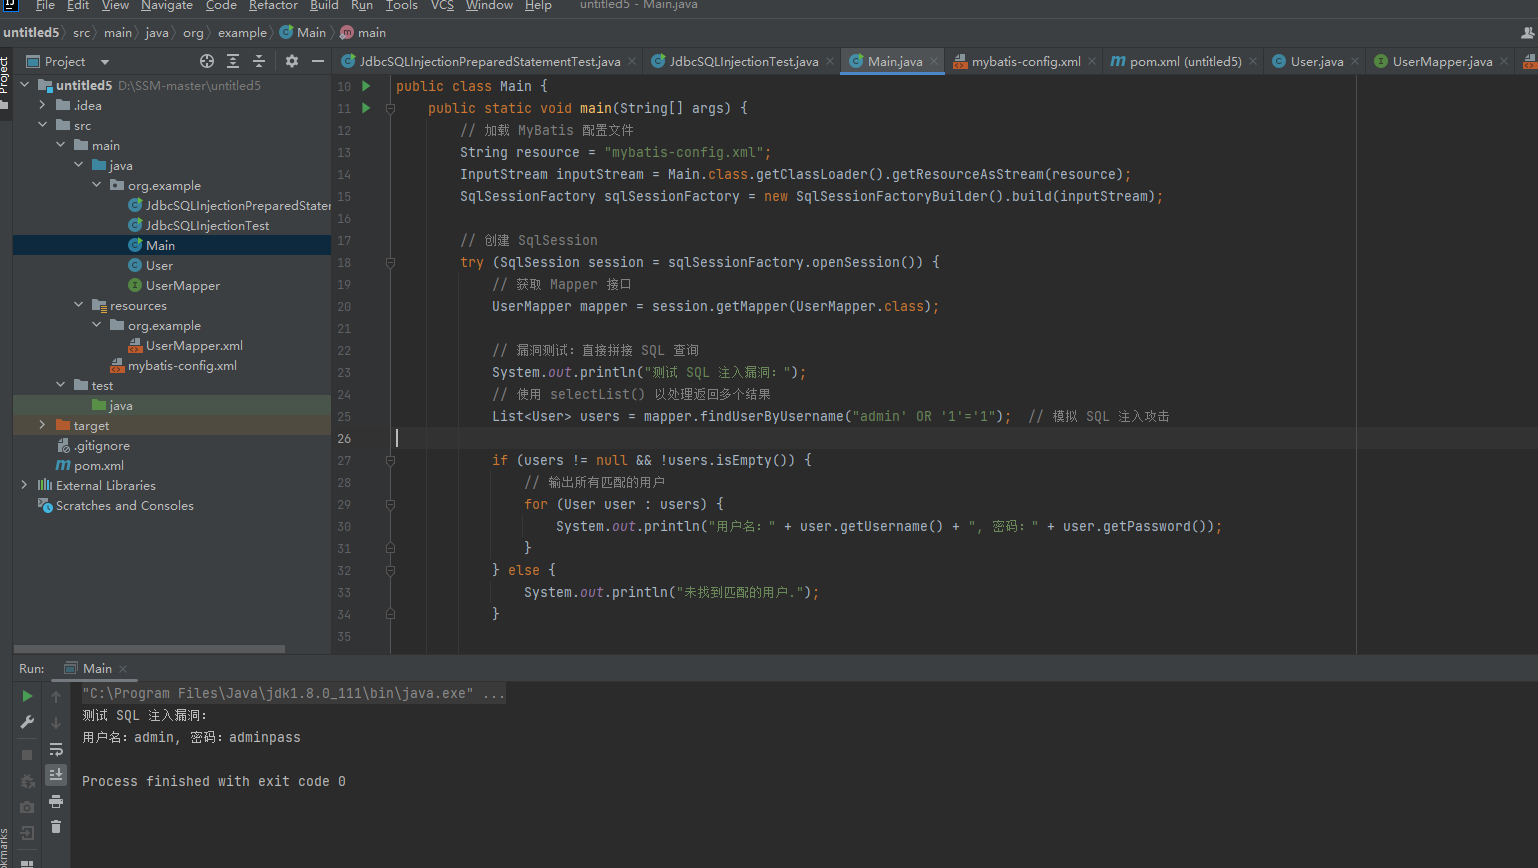 File Edit View Navigate Code Refactor Build Run Tools VCS Window Help untitled5 - Main.java
untitled5 src main java org example Main main
Project
Project
JdbcSQLInjectionPreparedStatementTest.java JdbcSQLInjectionTest.java Main.java mybatis-config.xml pom.xml (untitled5) User.java UserMapper.java
untitled5 D:\SSM-master\untitled5
.idea
src
main
java
org.example
JdbcSQLInjectionPreparedStatem
JdbcSQLInjectionTest
Main
User
UserMapper
resources
org.example
UserMapper.xml
mybatis-config.xml
test
java
target
.gitignore
pom.xml
External Libraries
Scratches and Consoles
10 public class Main {
11 public static void main(String[] args) {
12 // 加载 MyBatis 配置文件
13 String resource = "mybatis-config.xml";
14 InputStream inputStream = Main.class.getClassLoader().getResourceAsStream(resource);
15 SqlSessionFactory sqlSessionFactory = new SqlSessionFactoryBuilder().build(inputStream);
16
17 // 创建 SqlSession
18 try (SqlSession session = sqlSessionFactory.openSession()) {
19 // 获取 Mapper 接口
20 UserMapper mapper = session.getMapper(UserMapper.class);
21
22 // 漏洞测试：直接拼接 SQL 查询
23 System.out.println("测试 SQL 注入漏洞：");
24 // 使用 selectList() 以处理返回多个结果
25 List<User> users = mapper.findUserByUsername("admin' OR '1'='1"); // 模拟 SQL 注入攻击
26
27 if (users != null && !users.isEmpty()) {
28 // 输出所有匹配的用户
29 for (User user : users) {
30 System.out.println("用户名：" + user.getUsername() + ", 密码：" + user.getPassword());
31 }
32 } else {
33 System.out.println("未找到匹配的用户.");
34 }
35
Run: Main
"C:\Program Files\Java\jdk1.8.0_111\bin\java.exe" ...
测试 SQL 注入漏洞：
用户名：admin, 密码：adminpass
Process finished with exit code 0
okmarks